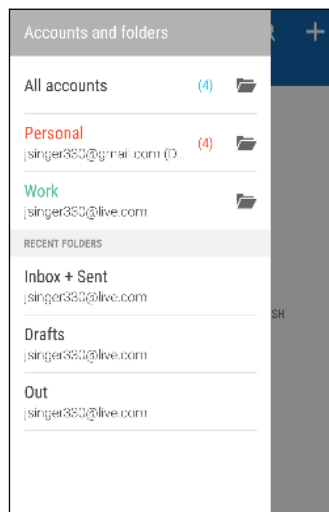 Accounts and folders
All accounts (4)
Personal (4)
jsinger330@gmail.com (D...
Work
jsinger330@live.com
RECENT FOLDERS
Inbox + Sent
jsinger330@live.com
Drafts
jsinger330@live.com
SH
Out
jsinger330@live.com